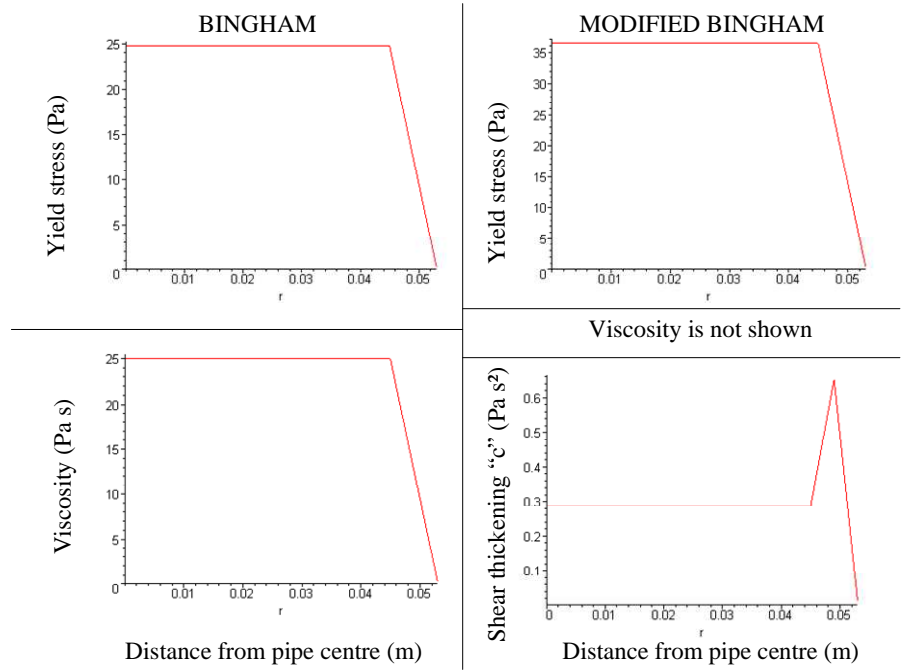 BINGHAM
Yield stress (Pa)
25
20
15
10
5
0
0.01 0.02 0.03 0.04 0.05
r
MODIFIED BINGHAM
Yield stress (Pa)
35
30
25
20
15
10
5
0
0.01 0.02 0.03 0.04 0.05
r
Viscosity is not shown
Viscosity (Pa s)
25
20
15
10
5
0
0.01 0.02 0.03 0.04 0.05
r
Distance from pipe centre (m)
Shear thickening “c” (Pa s²)
0.6
0.5
0.4
0.3
0.2
0.1
0.01 0.02 0.03 0.04 0.05
r
Distance from pipe centre (m)